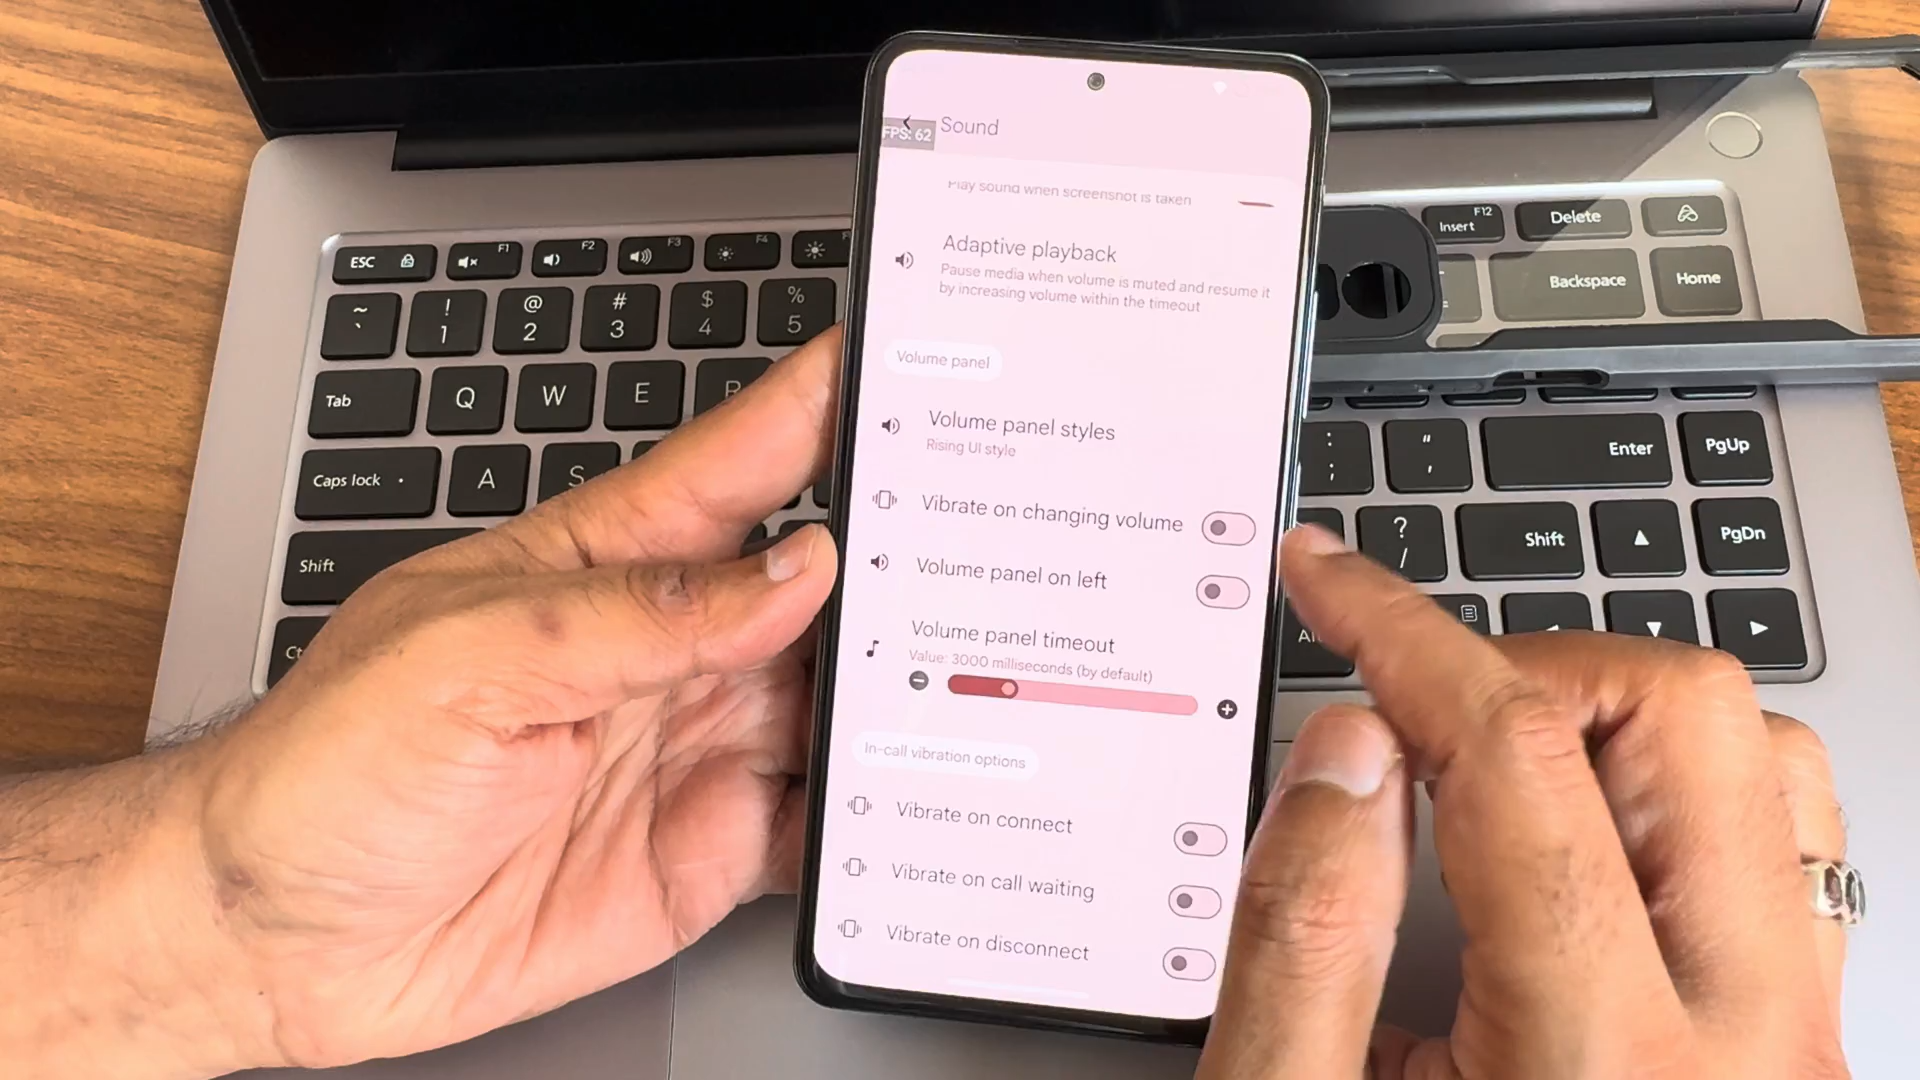 FPS: 62
Sound
Play sound when screenshot is taken
Adaptive playback
Pause media when volume is muted and resume it
by increasing volume within the timeout
Volume panel
Volume panel styles
Rising UI style
Vibrate on changing volume
Volume panel on left
Volume panel timeout
Value: 3000 milliseconds (by default)
In-call vibration options
Vibrate on connect
Vibrate on call waiting
Vibrate on disconnect
ESC
F1
F2
F3
F4
F12
Insert
Delete
~ ! @ # $ %
` 1 2 3 4 5
Backspace
Home
Tab
Q W E R
Caps lock
A S
: "
; ,
Enter
PgUp
Shift
?
/
Shift
PgDn
Ct
Al